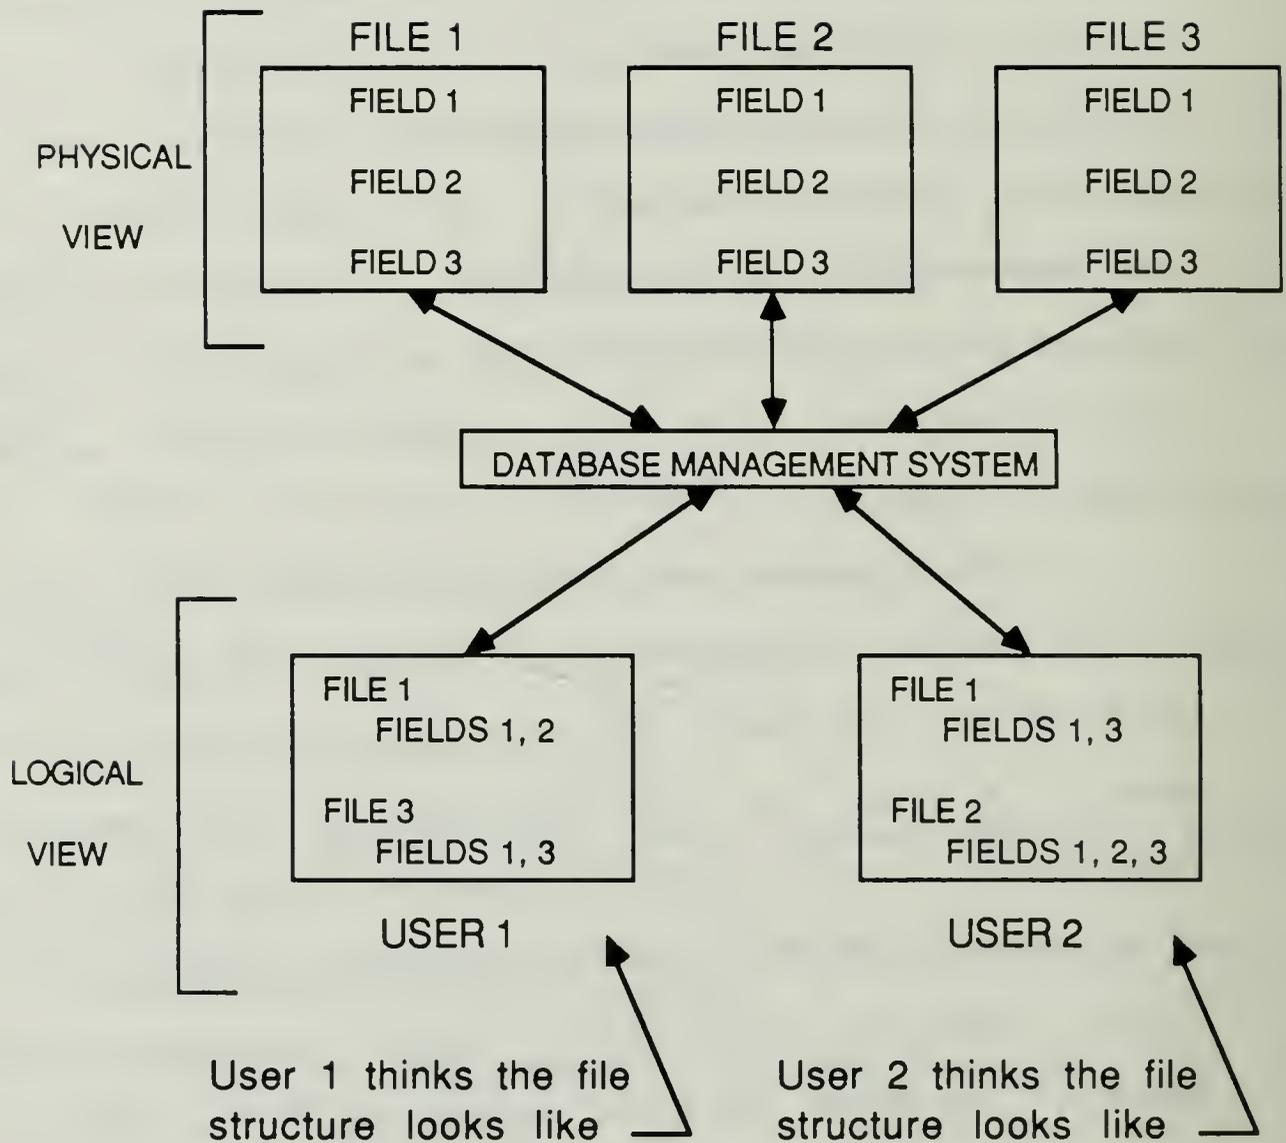 FILE 1 FILE 2 FILE 3
PHYSICAL
VIEW
FIELD 1
FIELD 2
FIELD 3
FIELD 1
FIELD 2
FIELD 3
FIELD 1
FIELD 2
FIELD 3
DATABASE MANAGEMENT SYSTEM
LOGICAL
VIEW
FILE 1
FIELDS 1, 2
FILE 3
FIELDS 1, 3
USER 1
FILE 1
FIELDS 1, 3
FILE 2
FIELDS 1, 2, 3
USER 2
User 1 thinks the file
structure looks like
User 2 thinks the file
structure looks like